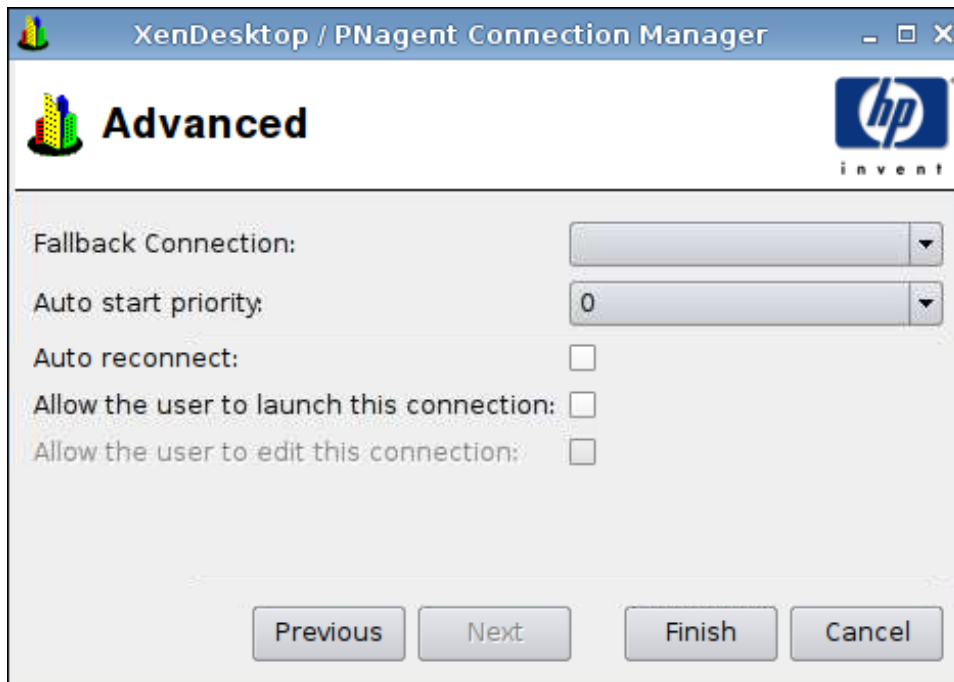 XenDesktop / PNagent Connection Manager
Advanced
hp
invent
Fallback Connection:
Auto start priority: 0
Auto reconnect:
Allow the user to launch this connection:
Allow the user to edit this connection:
Previous Next Finish Cancel